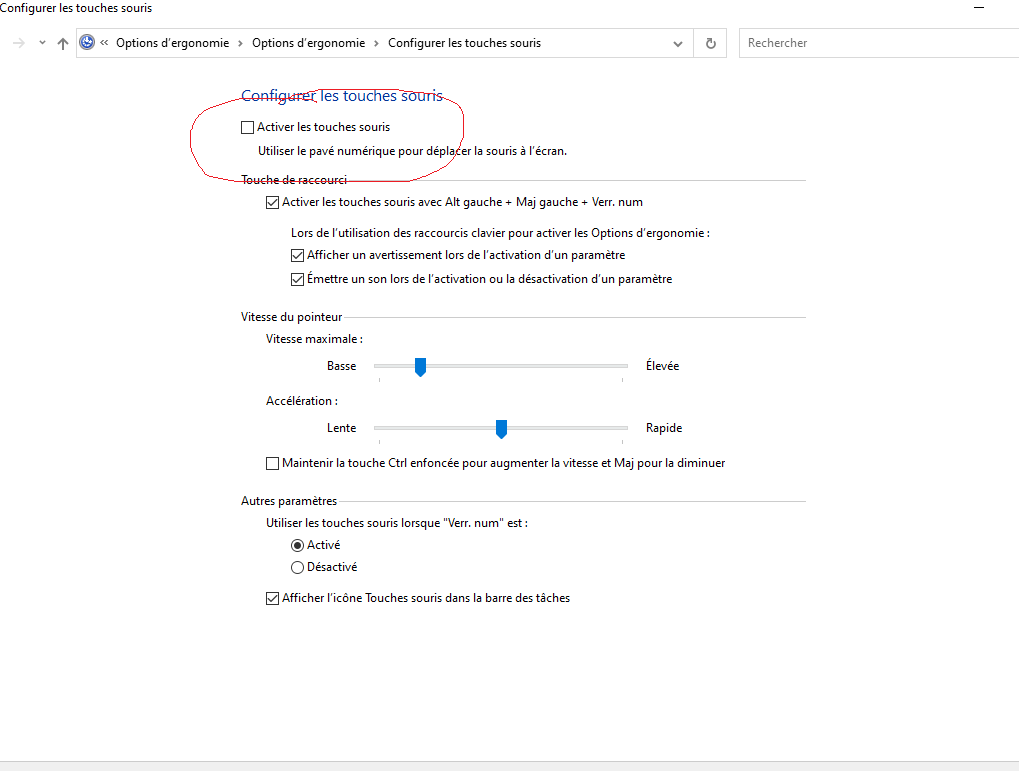 Configurer les touches souris
« Options d'ergonomie > Options d'ergonomie > Configurer les touches souris
Rechercher
Configurer les touches souris
Activer les touches souris
Utiliser le pavé numérique pour déplacer la souris à l'écran.
Touche de raccourci
Activer les touches souris avec Alt gauche + Maj gauche + Verr. num
Lors de l'utilisation des raccourcis clavier pour activer les Options d'ergonomie :
Afficher un avertissement lors de l'activation d'un paramètre
Émettre un son lors de l'activation ou la désactivation d'un paramètre
Vitesse du pointeur
Vitesse maximale :
Basse Élevée
Accélération :
Lente Rapide
Maintenir la touche Ctrl enfoncée pour augmenter la vitesse et Maj pour la diminuer
Autres paramètres
Utiliser les touches souris lorsque "Verr. num" est :
Activé
Désactivé
Afficher l'icône Touches souris dans la barre des tâches